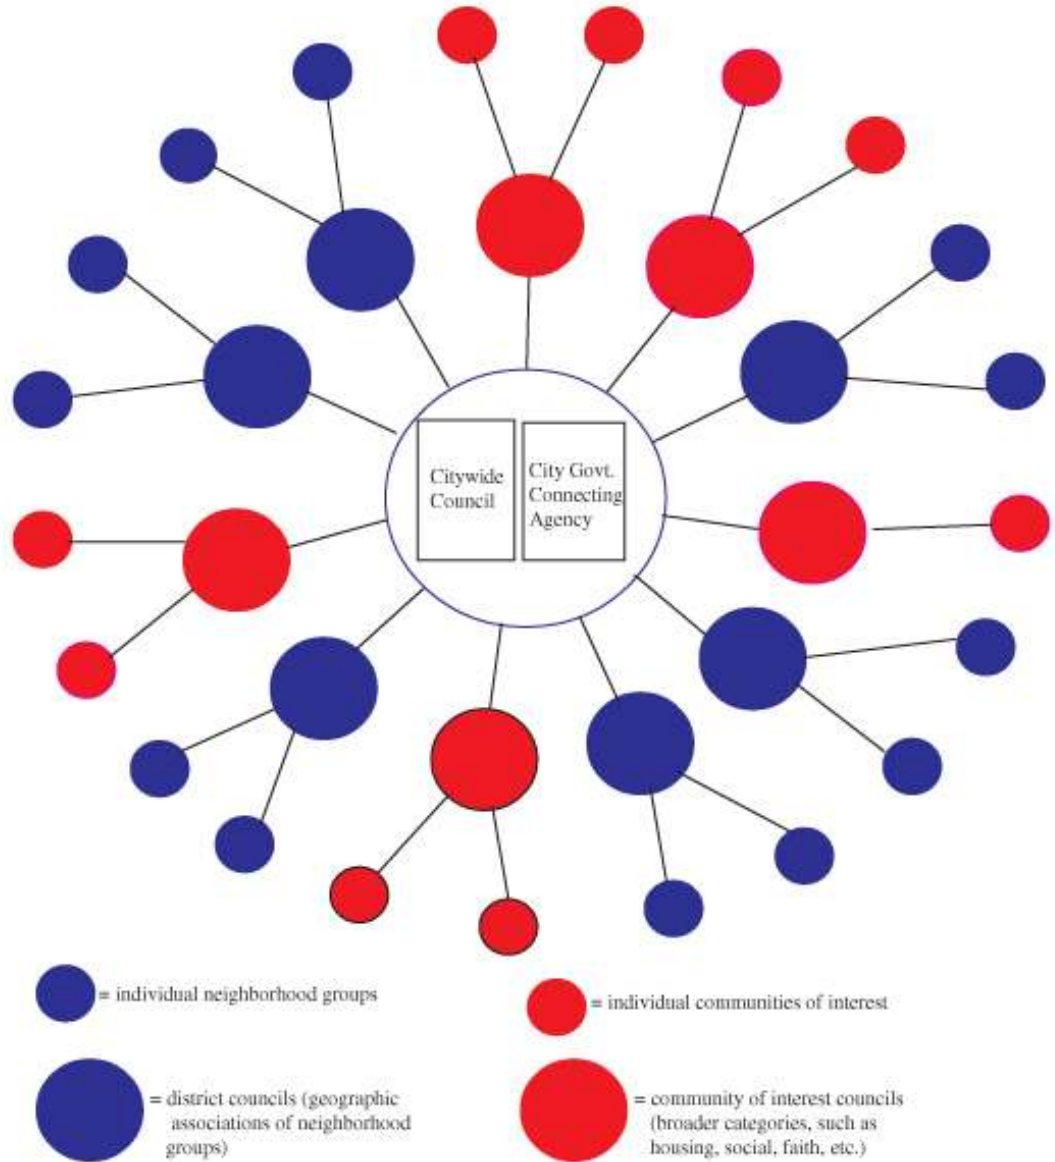 Citywide
Council
City Govt.
Connecting
Agency
= individual neighborhood groups
= individual communities of interest
= district councils (geographic
associations of neighborhood
groups)
= community of interest councils
(broader categories, such as
housing, social, faith, etc.)